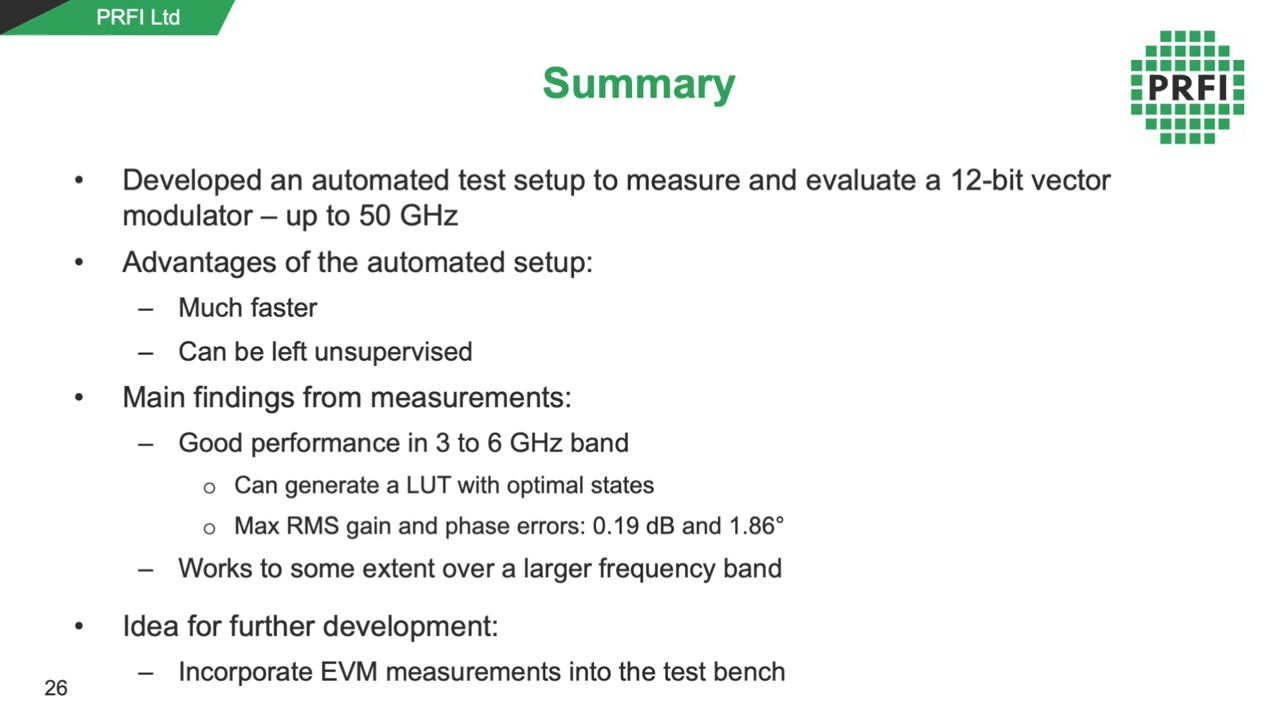 PRFI Ltd
Summary
PRFI
• Developed an automated test setup to measure and evaluate a 12-bit vector
modulator – up to 50 GHz
• Advantages of the automated setup:
– Much faster
– Can be left unsupervised
• Main findings from measurements:
– Good performance in 3 to 6 GHz band
o Can generate a LUT with optimal states
o Max RMS gain and phase errors: 0.19 dB and 1.86°
– Works to some extent over a larger frequency band
• Idea for further development:
– Incorporate EVM measurements into the test bench
26